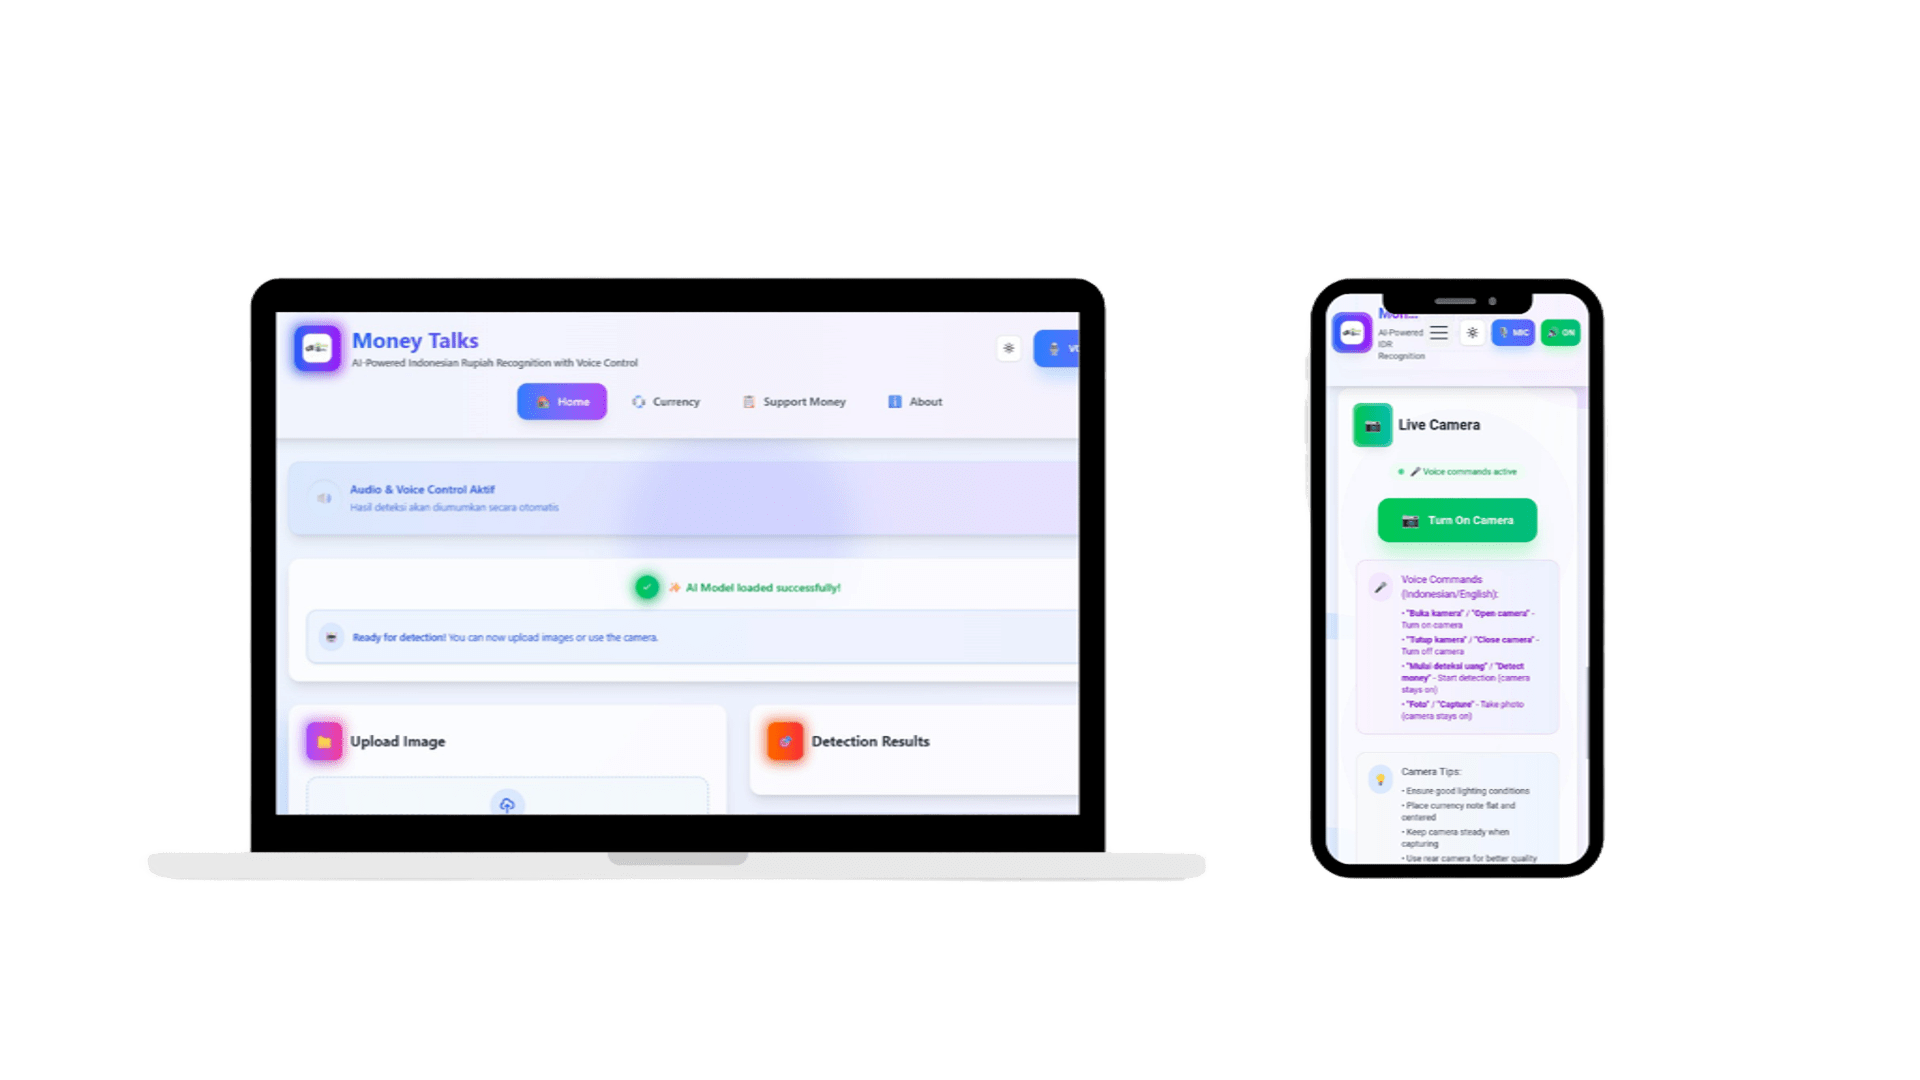 Money Talks
AI-Powered Indonesian Rupiah Recognition with Voice Control
Home
Currency
Support Money
About
Audio & Voice Control Aktif
Hasil deteksi akan diumumkan secara otomatis
AI Model loaded successfully!
Ready for detection! You can now upload images or use the camera.
Upload Image
Detection Results
Mon...
AI-Powered
IDR
Recognition
MIC
ON
Live Camera
Voice commands active
Turn On Camera
Voice Commands
(Indonesian/English):
• "Buka kamera" / "Open camera" -
Turn on camera
• "Tutup kamera" / "Close camera" -
Turn off camera
• "Mulai deteksi uang" / "Detect
money" - Start detection (camera
stays on)
• "Foto" / "Capture" - Take photo
(camera stays on)
Camera Tips:
• Ensure good lighting conditions
• Place currency note flat and
centered
• Keep camera steady when
capturing
• Use rear camera for better quality